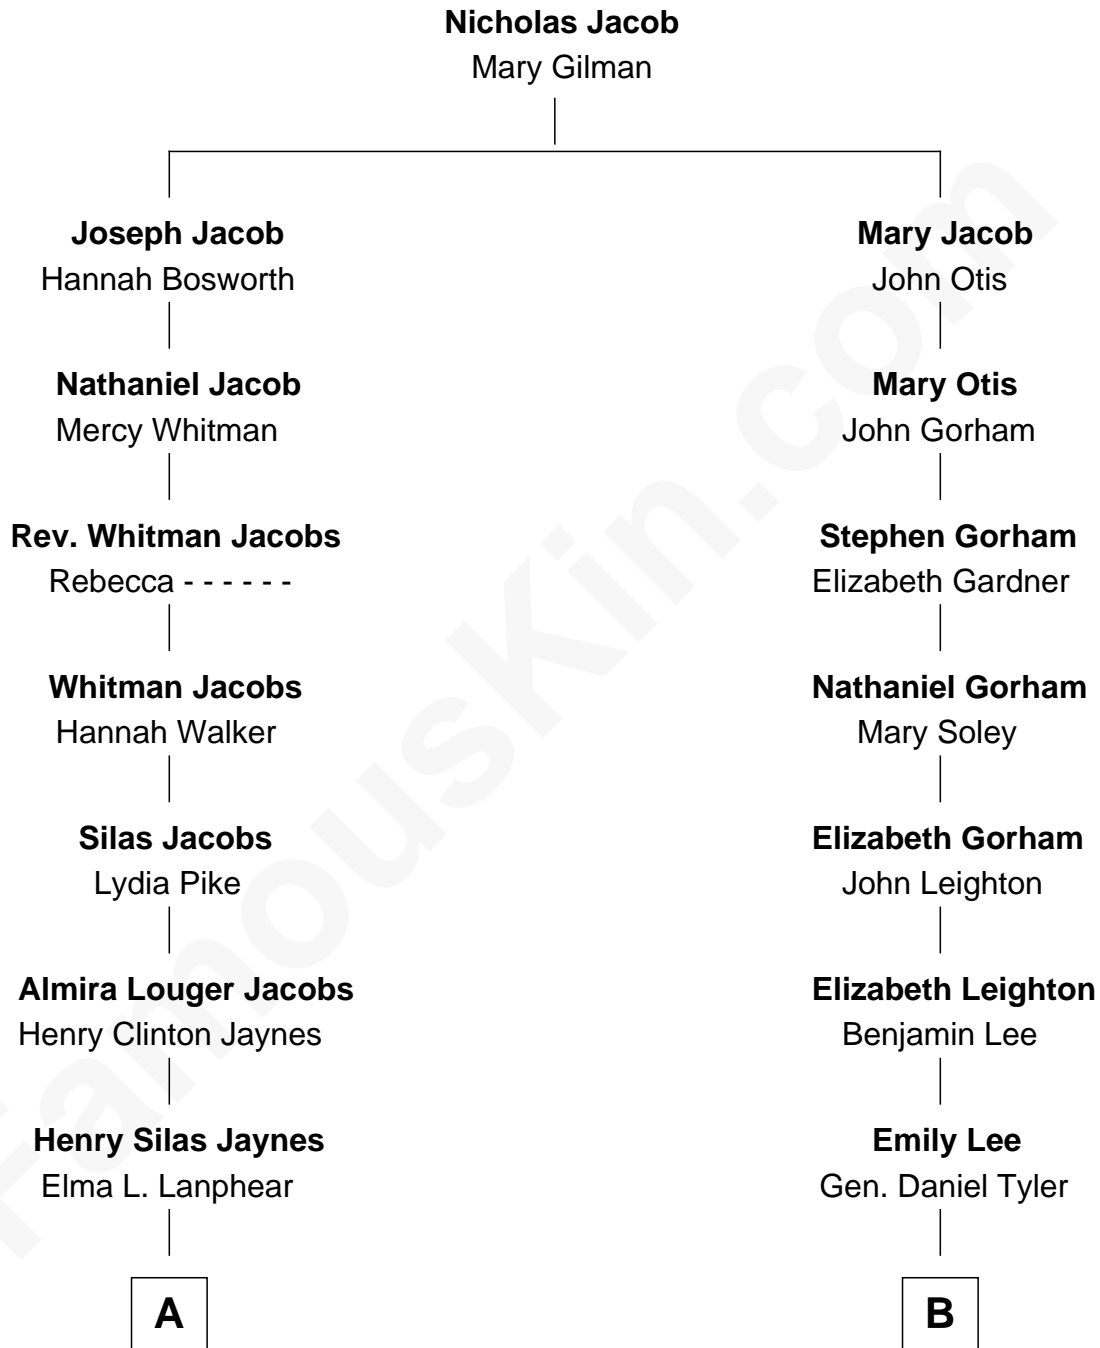 Nicholas Jacob
Mary Gilman
Joseph Jacob
Hannah Bosworth
Mary Jacob
John Otis
Nathaniel Jacob
Mercy Whitman
Mary Otis
John Gorham
Rev. Whitman Jacobs
Rebecca - - - - - -
Stephen Gorham
Elizabeth Gardner
Whitman Jacobs
Hannah Walker
Nathaniel Gorham
Mary Soley
Silas Jacobs
Lydia Pike
Elizabeth Gorham
John Leighton
Almira Louger Jacobs
Henry Clinton Jaynes
Elizabeth Leighton
Benjamin Lee
Henry Silas Jaynes
Elma L. Lanphear
Emily Lee
Gen. Daniel Tyler
A
B
FamousKin.com